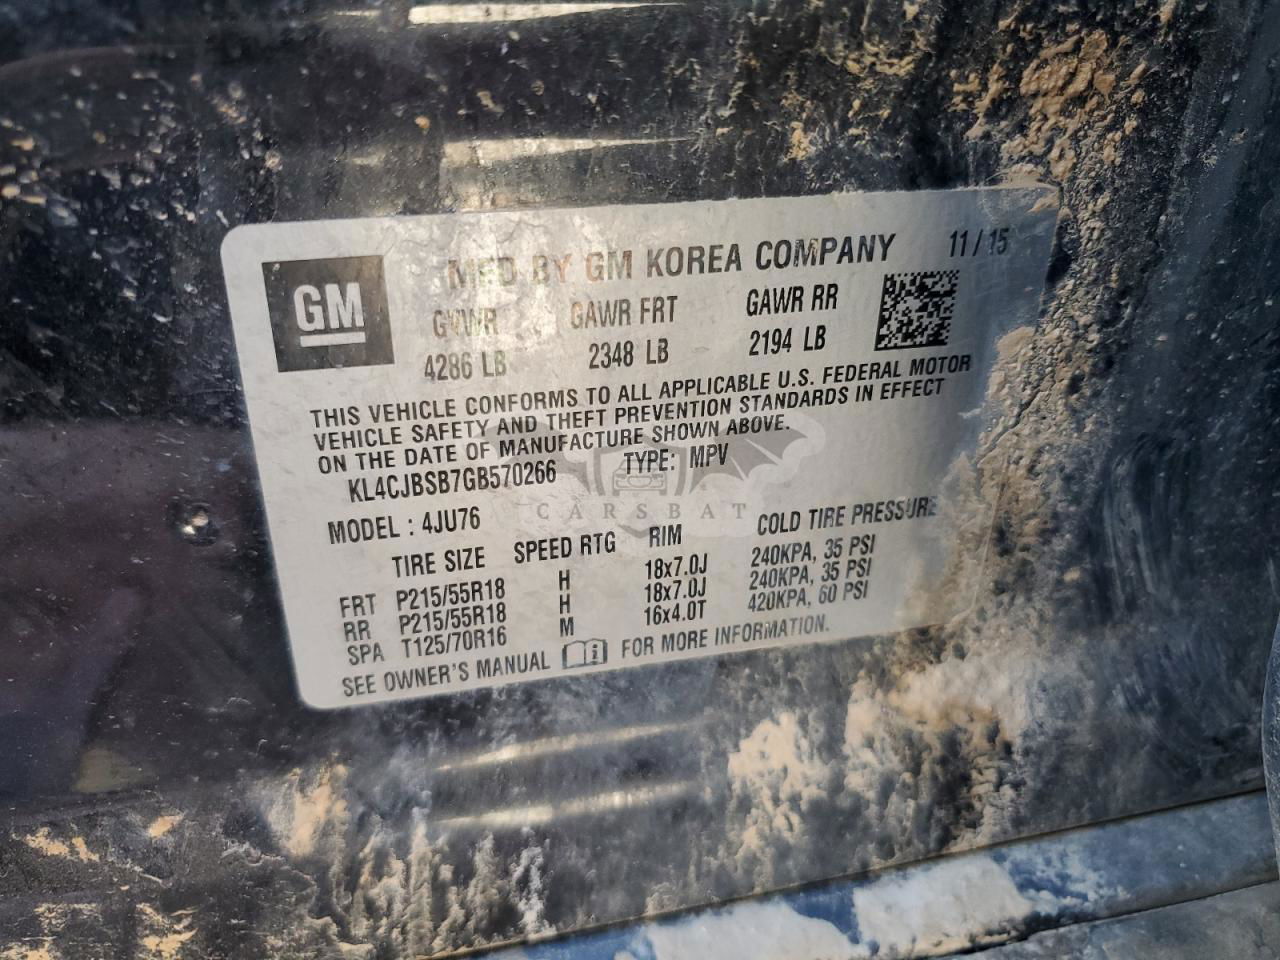 GM
MFD BY GM KOREA COMPANY 11/15
GVWR GAWR FRT GAWR RR
4286 LB 2348 LB 2194 LB
THIS VEHICLE CONFORMS TO ALL APPLICABLE U.S. FEDERAL MOTOR
VEHICLE SAFETY AND THEFT PREVENTION STANDARDS IN EFFECT
ON THE DATE OF MANUFACTURE SHOWN ABOVE.
KL4CJBSB7GB570266 TYPE: MPV
CARSBAT
MODEL : 4JU76
TIRE SIZE SPEED RTG RIM COLD TIRE PRESSURE
FRT P215/55R18 H 18x7.0J 240KPA, 35 PSI
RR P215/55R18 H 18x7.0J 240KPA, 35 PSI
SPA T125/70R16 M 16x4.0T 420KPA, 60 PSI
SEE OWNER'S MANUAL i FOR MORE INFORMATION.